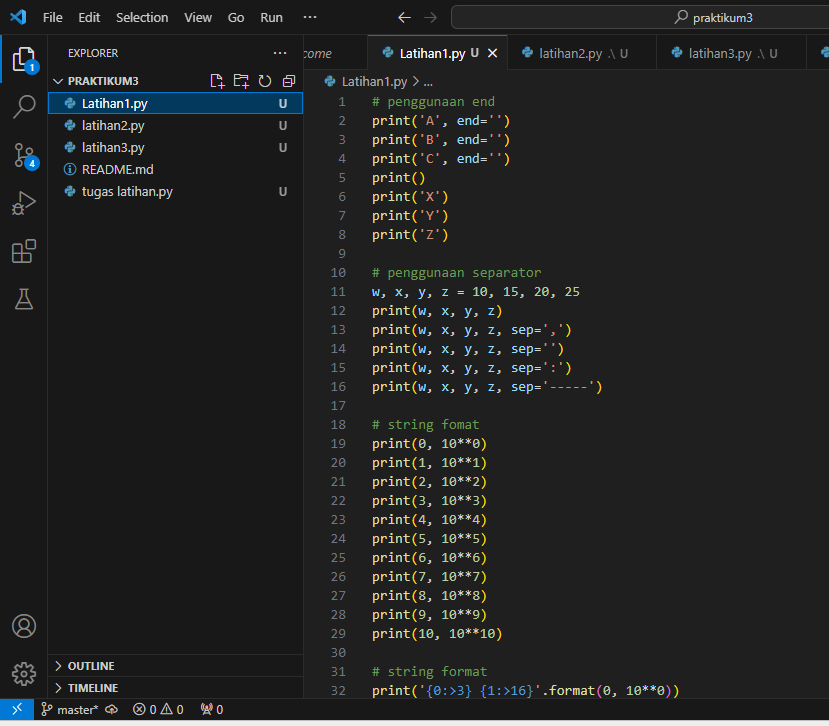 File Edit Selection View Go Run ··· praktikum3
EXPLORER ···
PRAKTIKUM3
Latihan1.py U
latihan2.py U
latihan3.py U
README.md
tugas latihan.py U
OUTLINE
TIMELINE
1
4
come Latihan1.py U latihan2.py .\ U latihan3.py .\ U
Latihan1.py > ...
1 # penggunaan end
2 print('A', end='')
3 print('B', end='')
4 print('C', end='')
5 print()
6 print('X')
7 print('Y')
8 print('Z')
9
10 # penggunaan separator
11 w, x, y, z = 10, 15, 20, 25
12 print(w, x, y, z)
13 print(w, x, y, z, sep=',')
14 print(w, x, y, z, sep='')
15 print(w, x, y, z, sep=':')
16 print(w, x, y, z, sep='-----')
17
18 # string fomat
19 print(0, 10**0)
20 print(1, 10**1)
21 print(2, 10**2)
22 print(3, 10**3)
23 print(4, 10**4)
24 print(5, 10**5)
25 print(6, 10**6)
26 print(7, 10**7)
27 print(8, 10**8)
28 print(9, 10**9)
29 print(10, 10**10)
30
31 # string format
32 print('{0:>3} {1:>16}'.format(0, 10**0))
master* 0 0 0